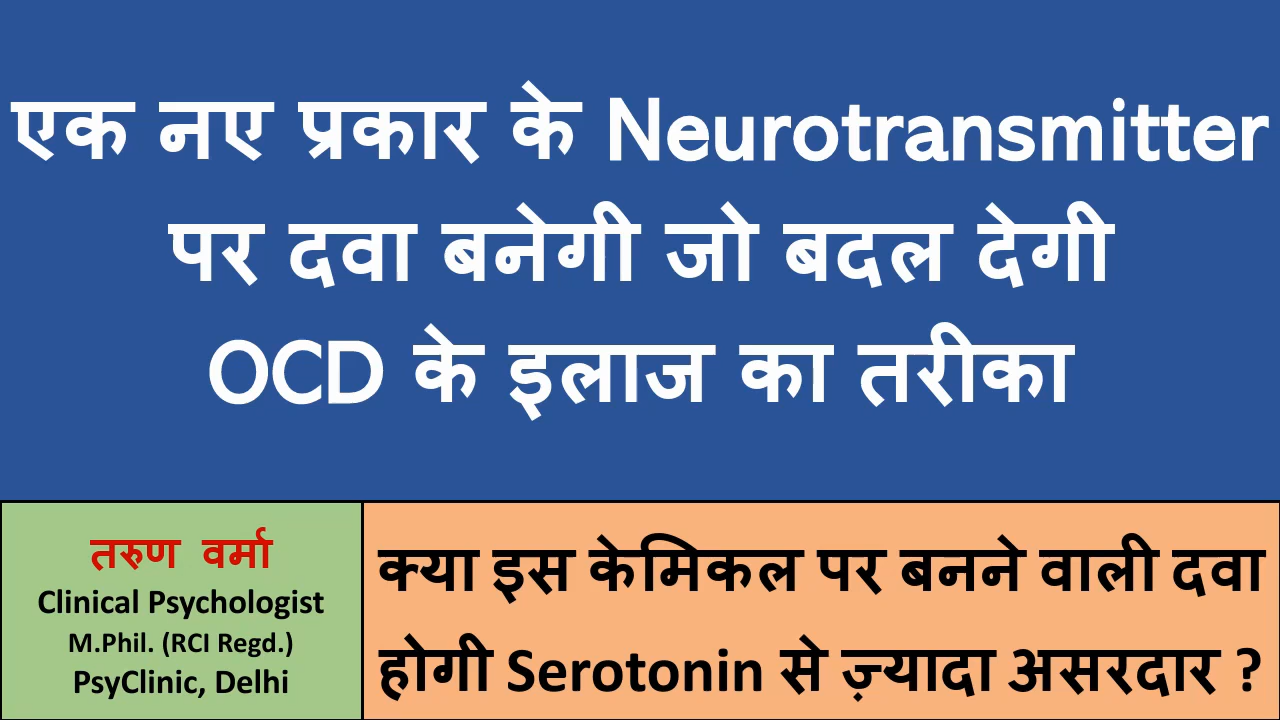 एक नए प्रकार के Neurotransmitter
पर दवा बनेगी जो बदल देगी
OCD के इलाज का तरीका
तरुण वर्मा
Clinical Psychologist
M.Phil. (RCI Regd.)
PsyClinic, Delhi
क्या इस केमिकल पर बनने वाली दवा
होगी Serotonin से ज़्यादा असरदार ?